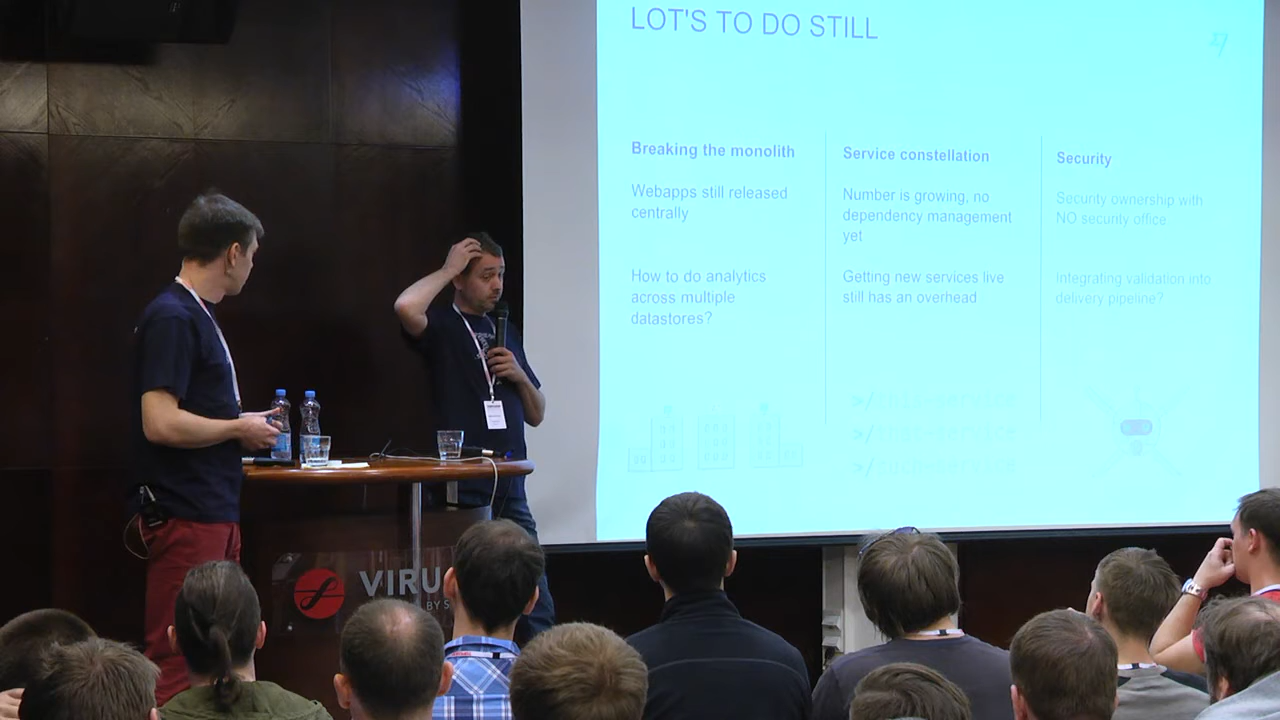 LOT'S TO DO STILL
Breaking the monolith
Webapps still released
centrally
How to do analytics
across multiple
datastores?
Service constellation
Number is growing, no
dependency management
yet
Getting new services live
still has an overhead
Security
Security ownership with
NO security office
Integrating validation into
delivery pipeline?
VIRU
BY S